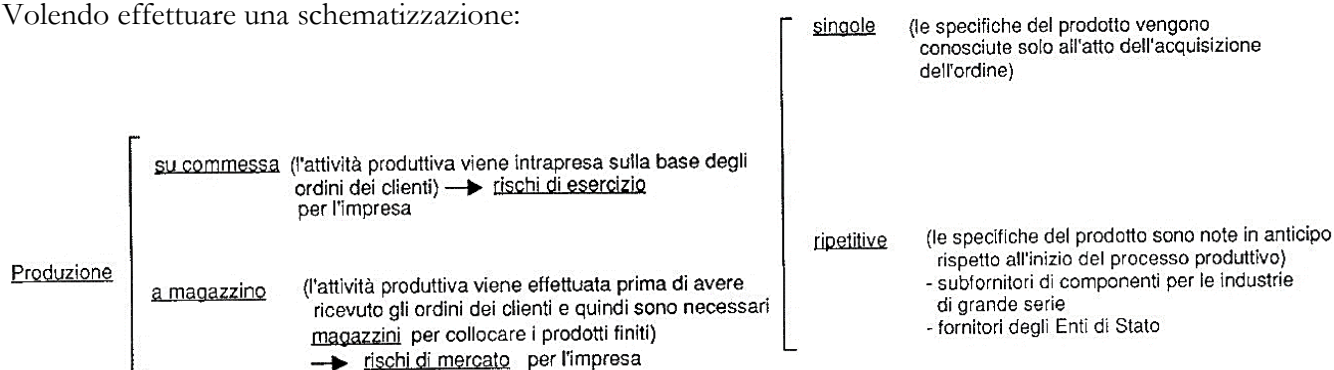 Volendo effettuare una schematizzazione:
singole (le specifiche del prodotto vengono
conosciute solo all'atto dell'acquisizione
dell'ordine)
su commessa (l'attività produttiva viene intrapresa sulla base degli
ordini dei clienti) → rischi di esercizio
per l'impresa
ripetitive (le specifiche del prodotto sono note in anticipo
rispetto all'inizio del processo produttivo)
- subfornitori di componenti per le industrie
di grande serie
- fornitori degli Enti di Stato
Produzione
a magazzino (l'attività produttiva viene effettuata prima di avere
ricevuto gli ordini dei clienti e quindi sono necessari
magazzini per collocare i prodotti finiti)
→ rischi di mercato per l'impresa